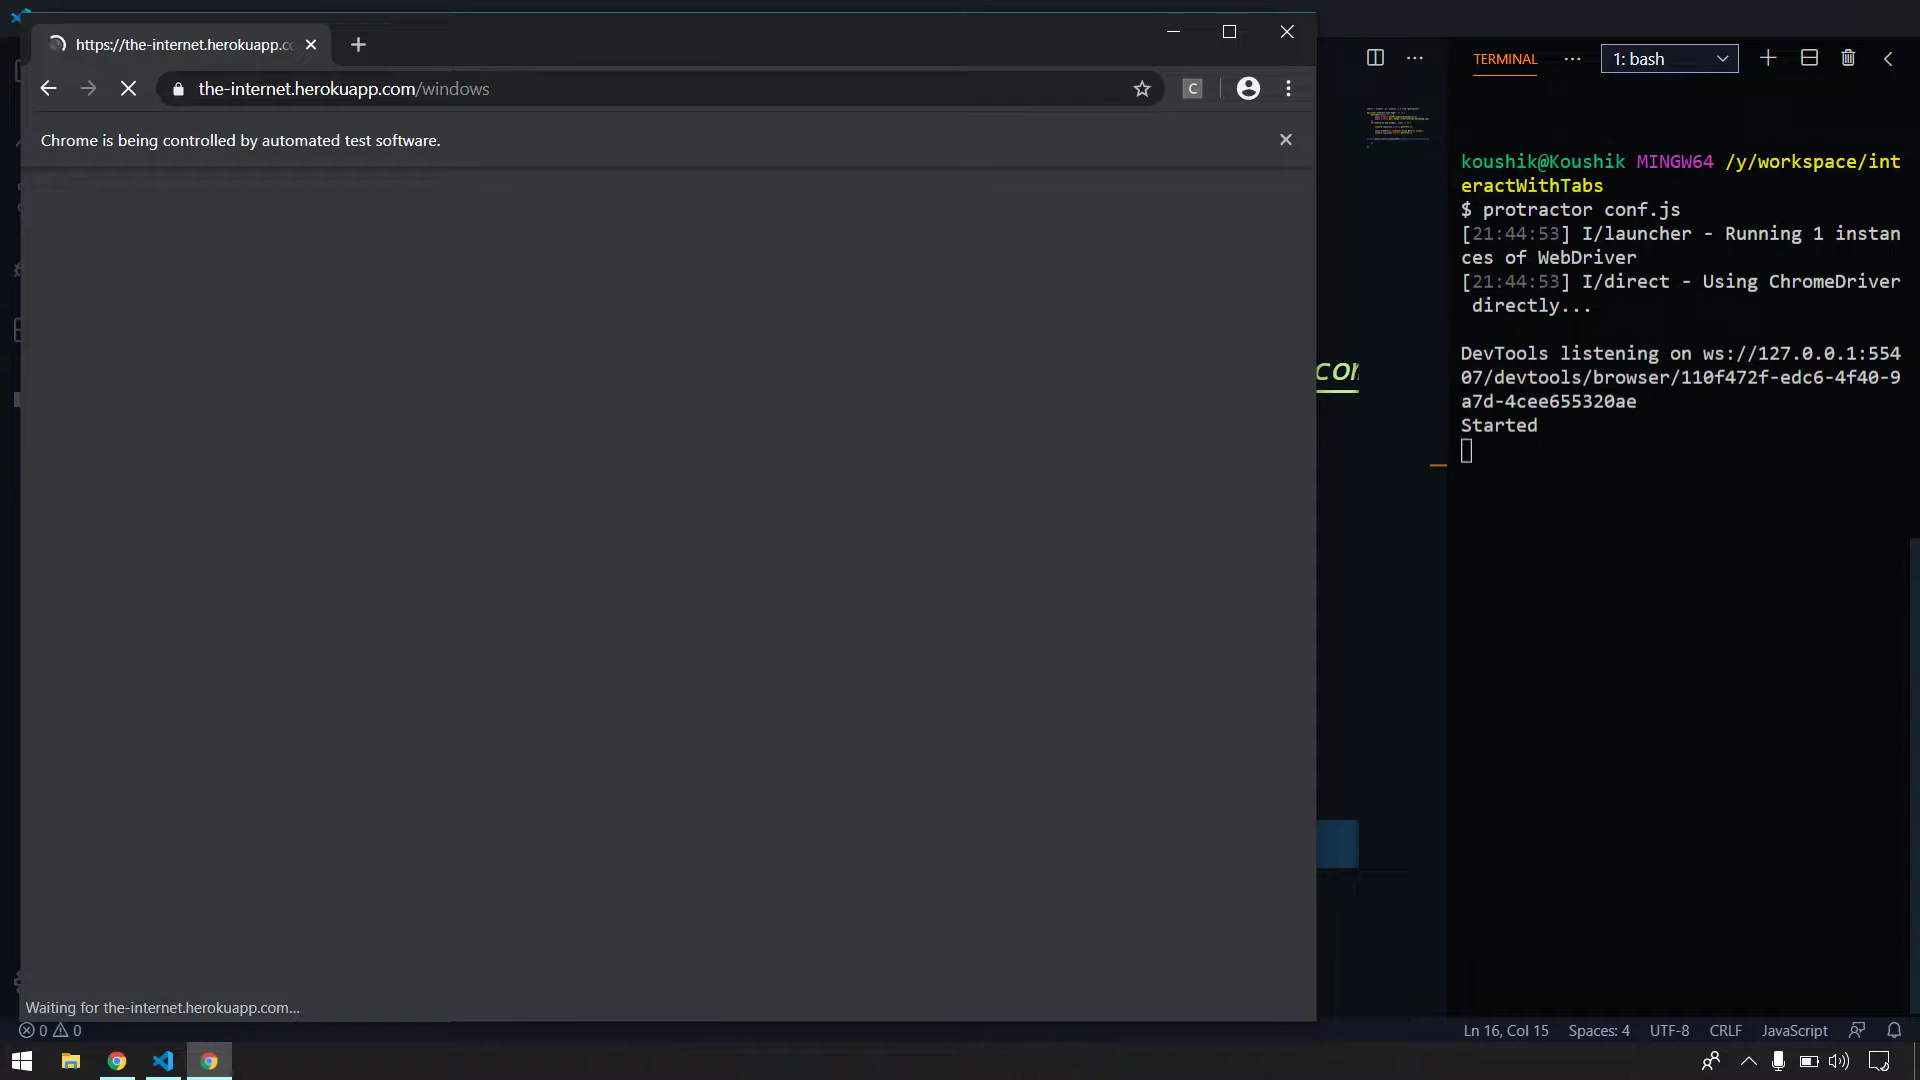 https://the-internet.herokuapp.co
the-internet.herokuapp.com/windows
C
Chrome is being controlled by automated test software.
Waiting for the-internet.herokuapp.com...
com
TERMINAL
1: bash
koushik@Koushik MINGW64 /y/workspace/int
eractWithTabs
$ protractor conf.js
[21:44:53] I/launcher - Running 1 instan
ces of WebDriver
[21:44:53] I/direct - Using ChromeDriver
directly...
DevTools listening on ws://127.0.0.1:554
07/devtools/browser/110f472f-edc6-4f40-9
a7d-4cee655320ae
Started
0 0
Ln 16, Col 15 Spaces: 4 UTF-8 CRLF JavaScript